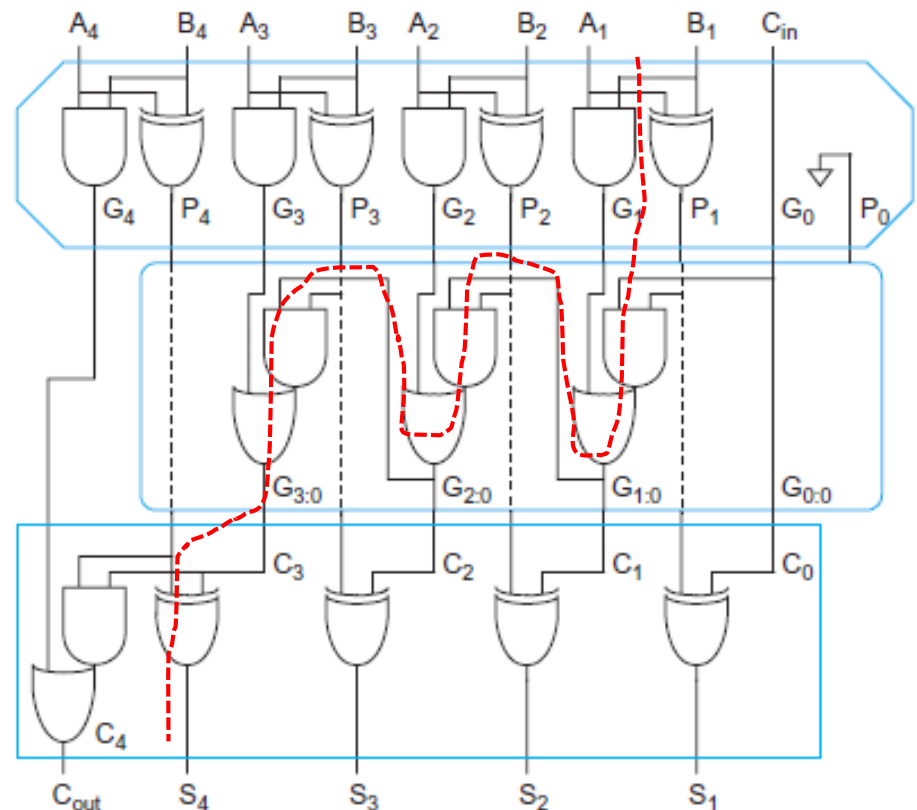 A4 B4 A3 B3 A2 B2 A1 B1 Cin
G4 P4 G3 P3 G2 P2 G1 P1 G0 P0
G3:0 G2:0 G1:0 G0:0
C3 C2 C1 C0
C4
Cout S4 S3 S2 S1